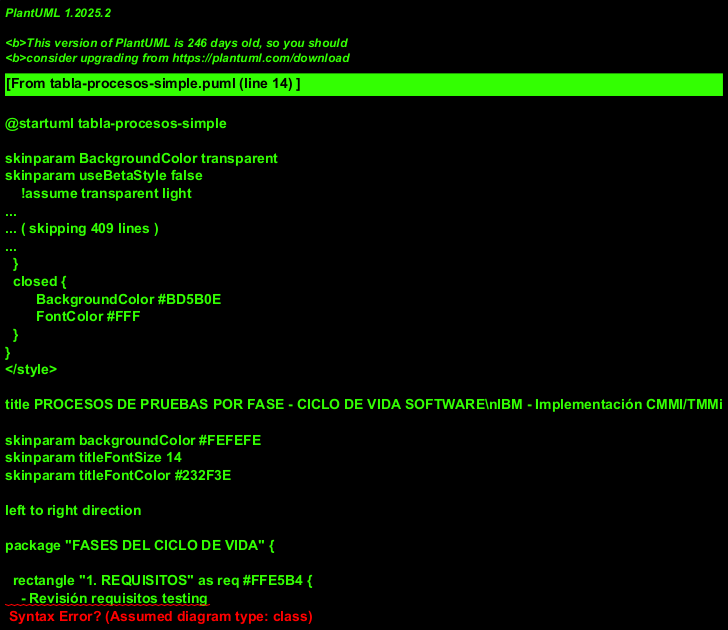 PlantUML 1.2025.2
<b>This version of PlantUML is 246 days old, so you should
<b>consider upgrading from https://plantuml.com/download
[From tabla-procesos-simple.puml (line 14) ]
@startuml tabla-procesos-simple
skinparam BackgroundColor transparent
skinparam useBetaStyle false
!assume transparent light
...
... ( skipping 409 lines )
...
}
closed {
BackgroundColor #BD5B0E
FontColor #FFF
}
}
</style>
title PROCESOS DE PRUEBAS POR FASE - CICLO DE VIDA SOFTWARE\nIBM - Implementación CMMI/TMMi
skinparam backgroundColor #FEFEFE
skinparam titleFontSize 14
skinparam titleFontColor #232F3E
left to right direction
package "FASES DEL CICLO DE VIDA" {
rectangle "1. REQUISITOS" as req #FFE5B4 {
- Revisión requisitos testing
Syntax Error? (Assumed diagram type: class)